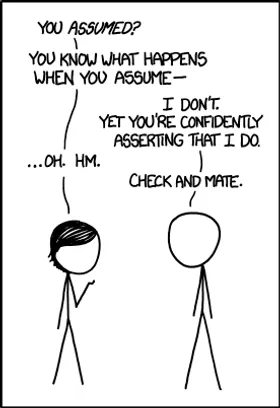 YOU ASSUMED?
YOU KNOW WHAT HAPPENS
WHEN YOU ASSUME—
I DON'T.
YET YOU'RE CONFIDENTLY
ASSERTING THAT I DO.
...OH. HM.
CHECK AND MATE.